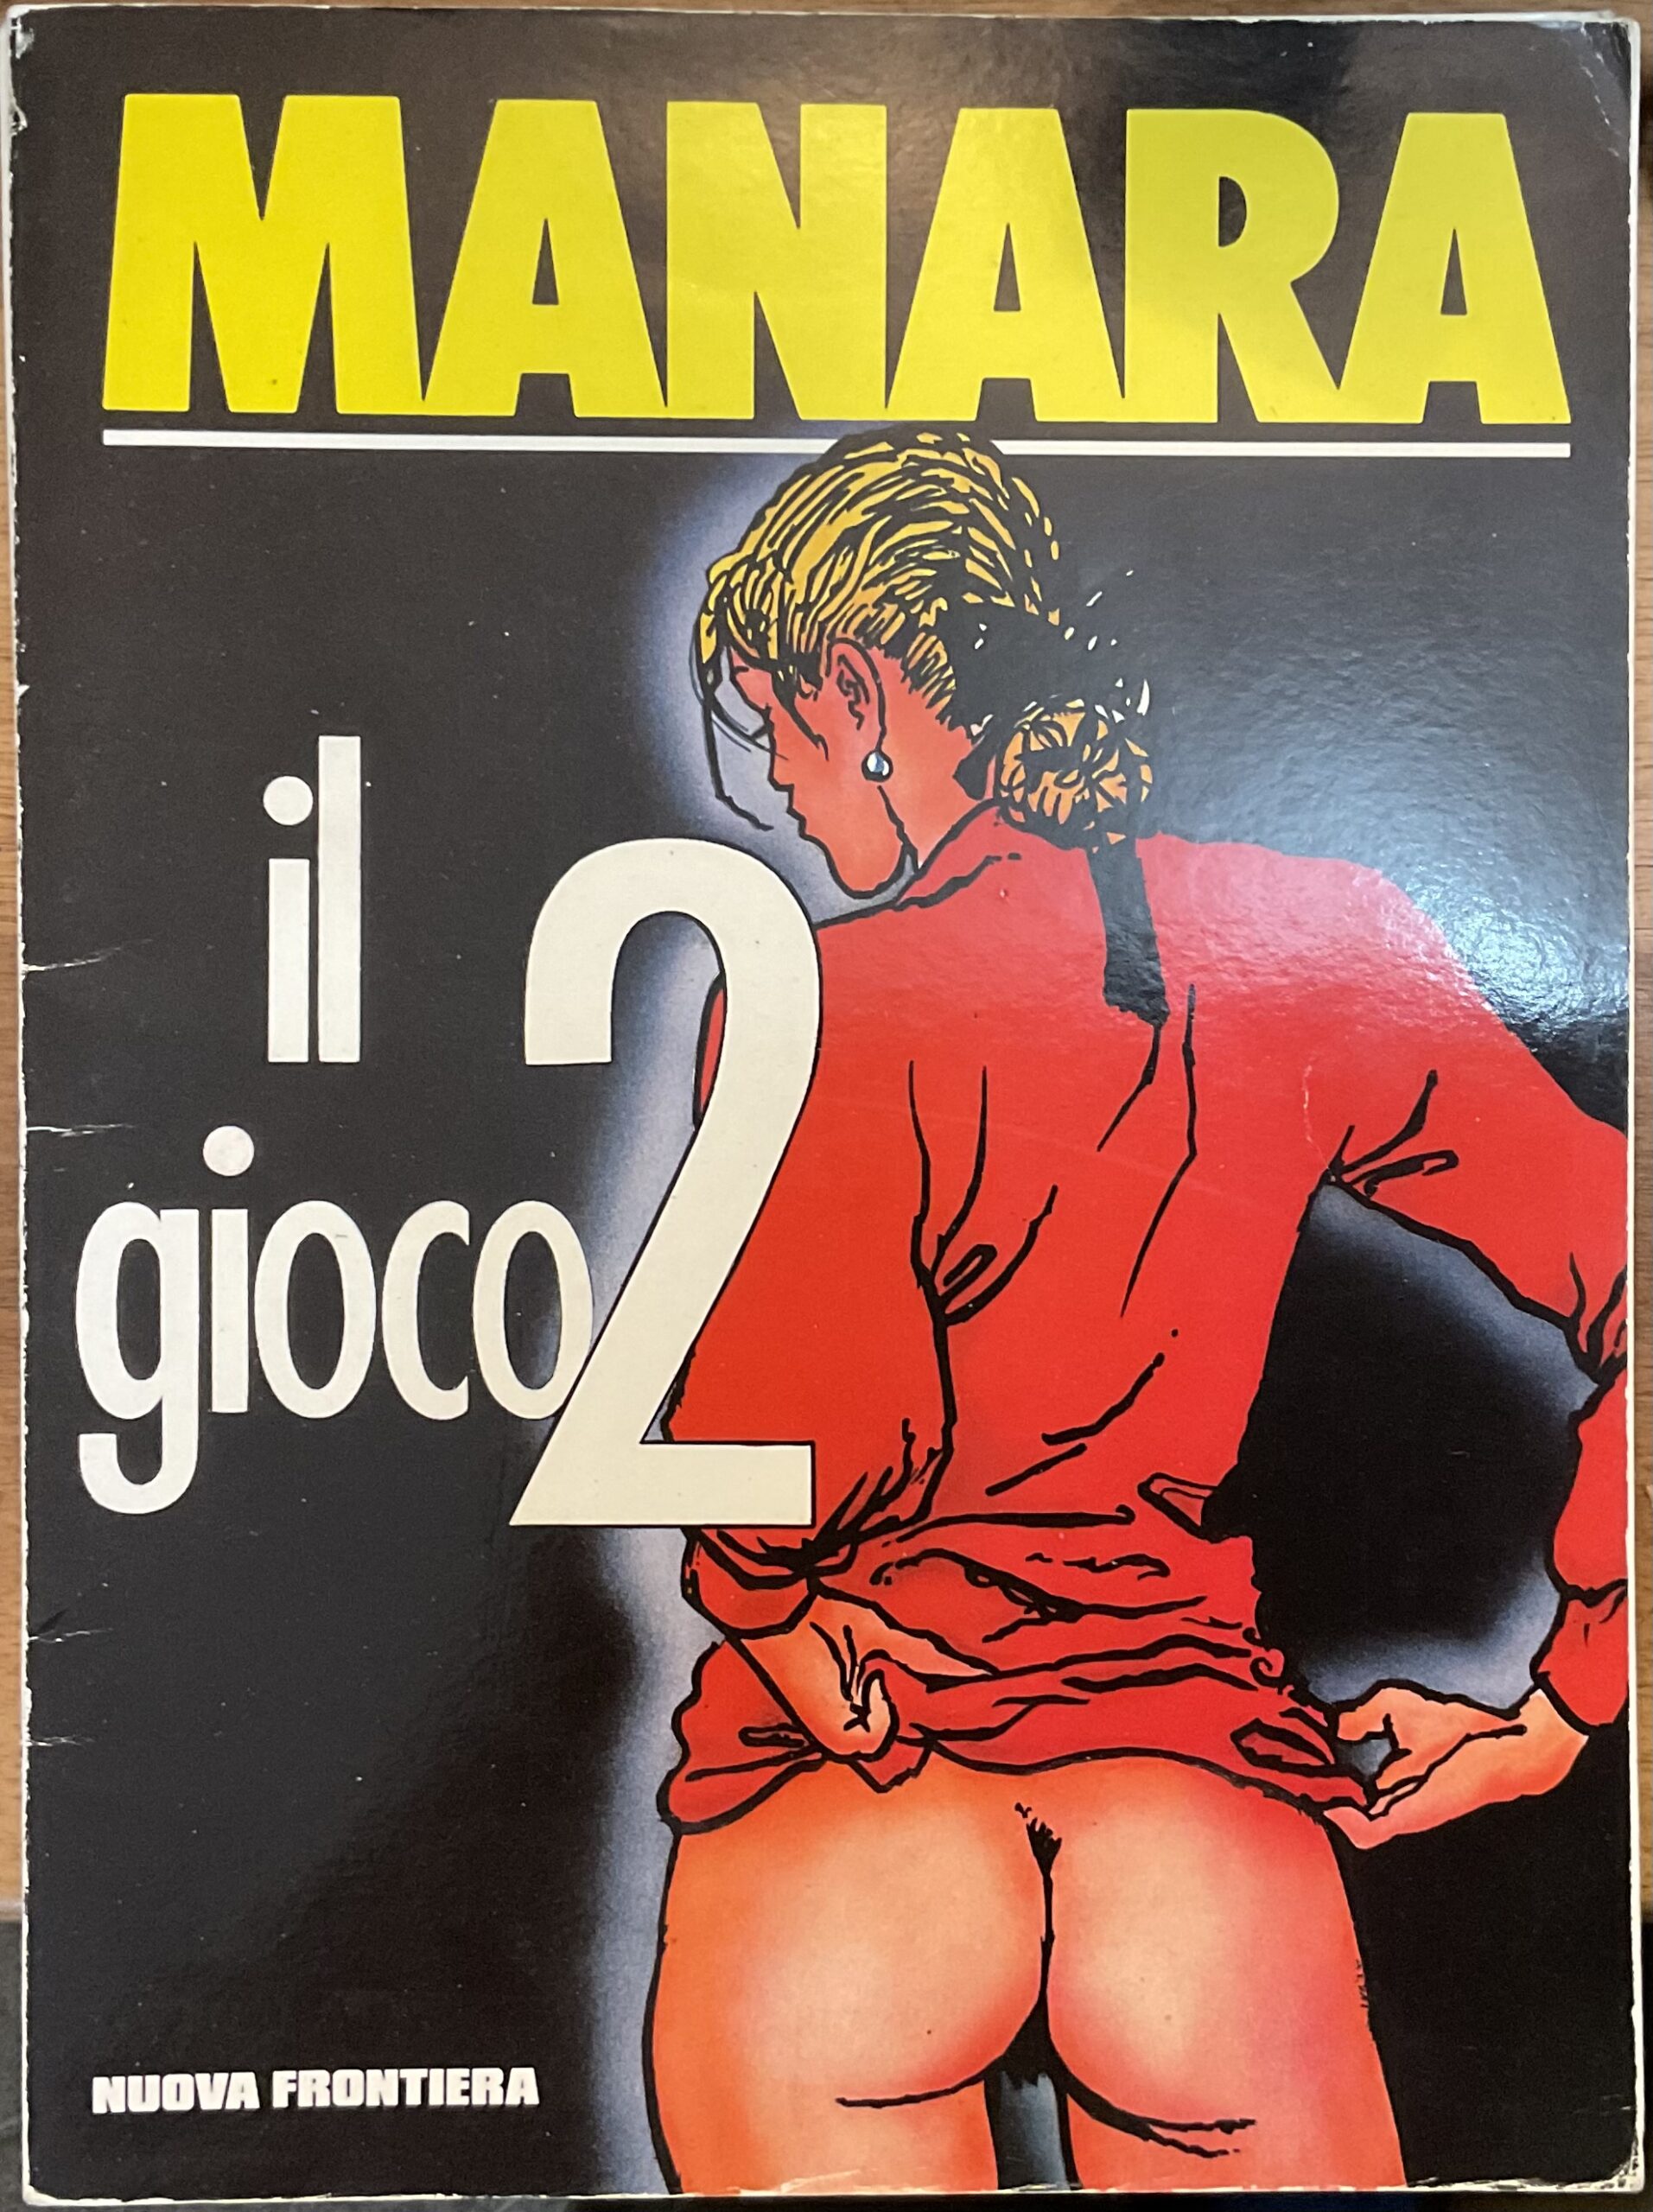 MANARA
il
gioco 2
NUOVA FRONTIERA